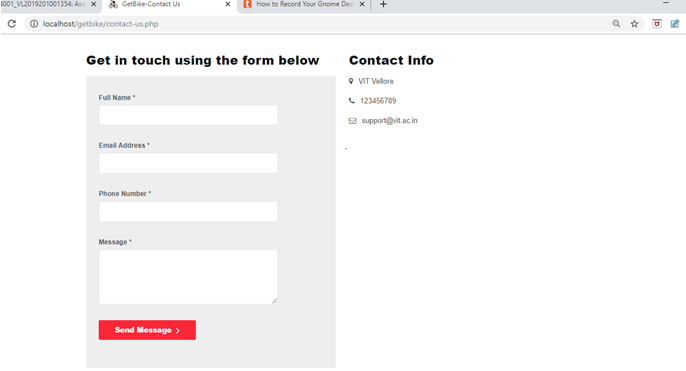 4001_VL2019201001354: Ass
GetBike-Contact Us
How to Record Your Gnome Des
localhost/getbike/contact-us.php
Get in touch using the form below
Full Name *
Email Address *
Phone Number *
Message *
Send Message
Contact Info
VIT Vellore
123456789
support@vit.ac.in